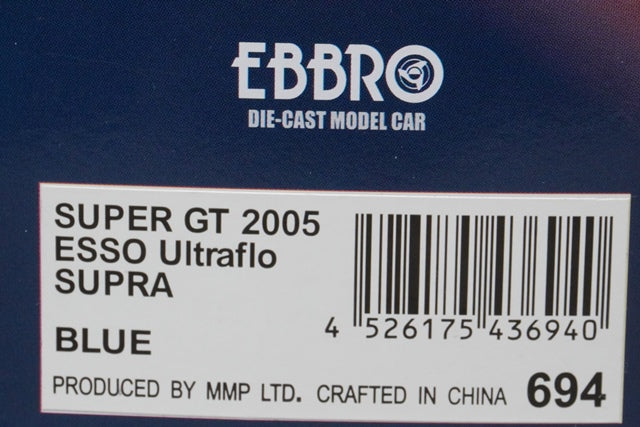 EBBRO
DIE-CAST MODEL CAR
SUPER GT 2005
ESSO Ultraflo
SUPRA
BLUE
4 526175 436940
PRODUCED BY MMP LTD. CRAFTED IN CHINA 694